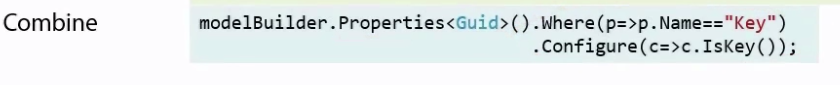 Combine
modelBuilder.Properties<Guid>().Where(p=>p.Name=="Key")
.Configure(c=>c.IsKey());